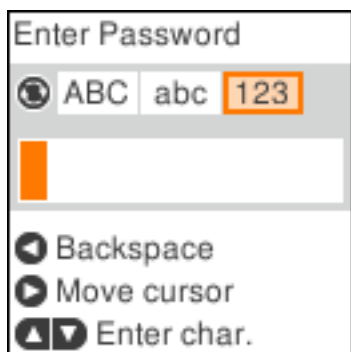 Enter Password
ABC abc 123
Backspace
Move cursor
Enter char.